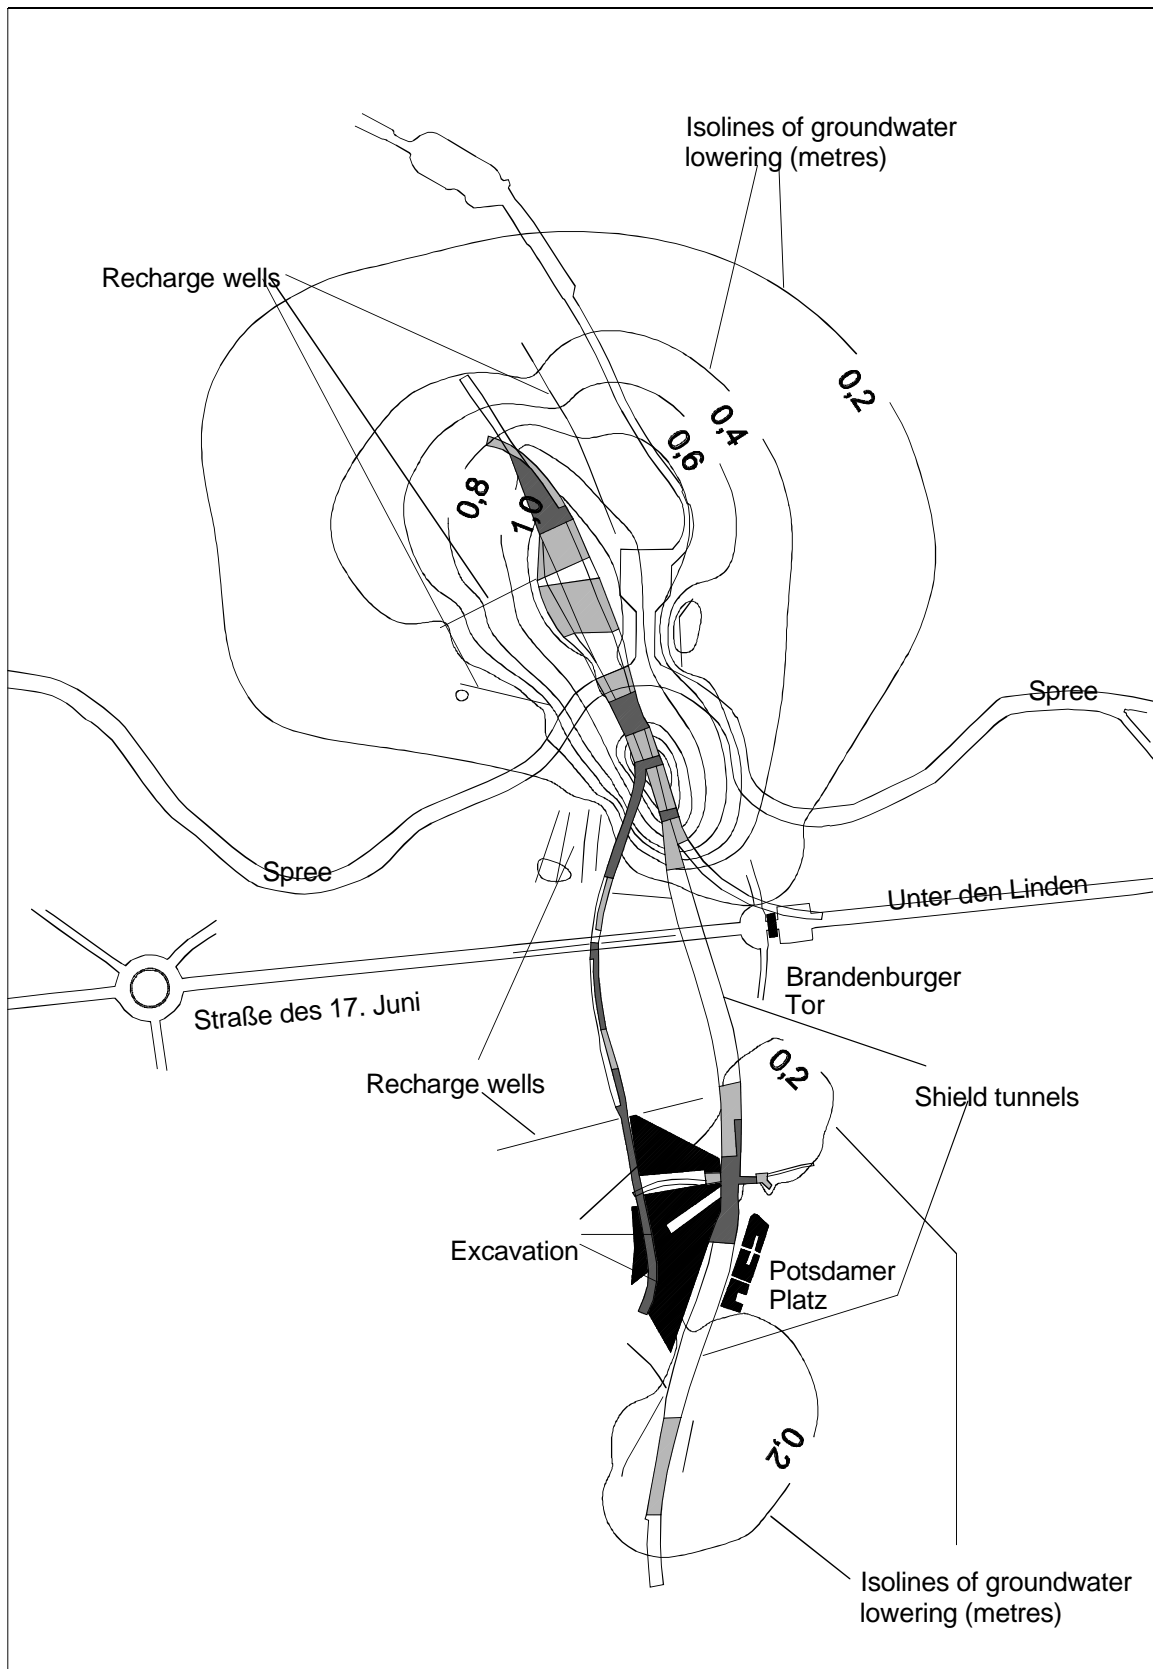 Isolines of groundwater
lowering (metres)
Recharge wells
0,2
0,4
0,6
0,8
1,0
Spree
Spree
Unter den Linden
Brandenburger
Tor
Straße des 17. Juni
0,2
Recharge wells
Shield tunnels
Excavation
Potsdamer
Platz
0,2
Isolines of groundwater
lowering (metres)